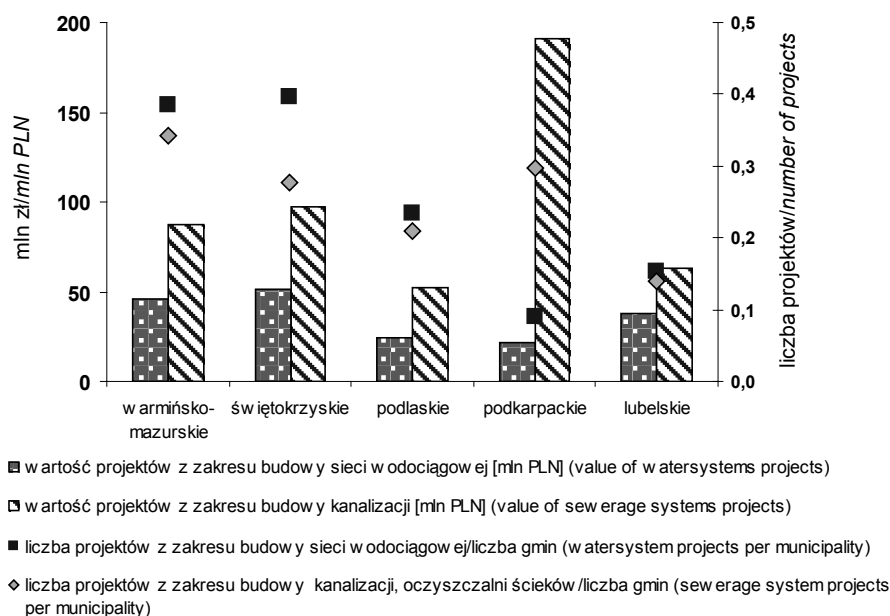 mln zł/mln PLN
200
150
100
50
0
0,5
0,4
0,3
0,2
0,1
0,0
liczba projektów/number of projects
warmińsko-
mazurskie
świętokrzyskie
podlaskie
podkarpackie
lubelskie
wartość projektów z zakresu budowy sieci wodociągowej [mln PLN] (value of watersystems projects)
wartość projektów z zakresu budowy kanalizacji [mln PLN] (value of sewerage systems projects)
liczba projektów z zakresu budowy sieci wodociągowej/liczba gmin (watersystem projects per municipality)
liczba projektów z zakresu budowy kanalizacji, oczyszczalni ścieków/liczba gmin (sewerage system projects
per municipality)